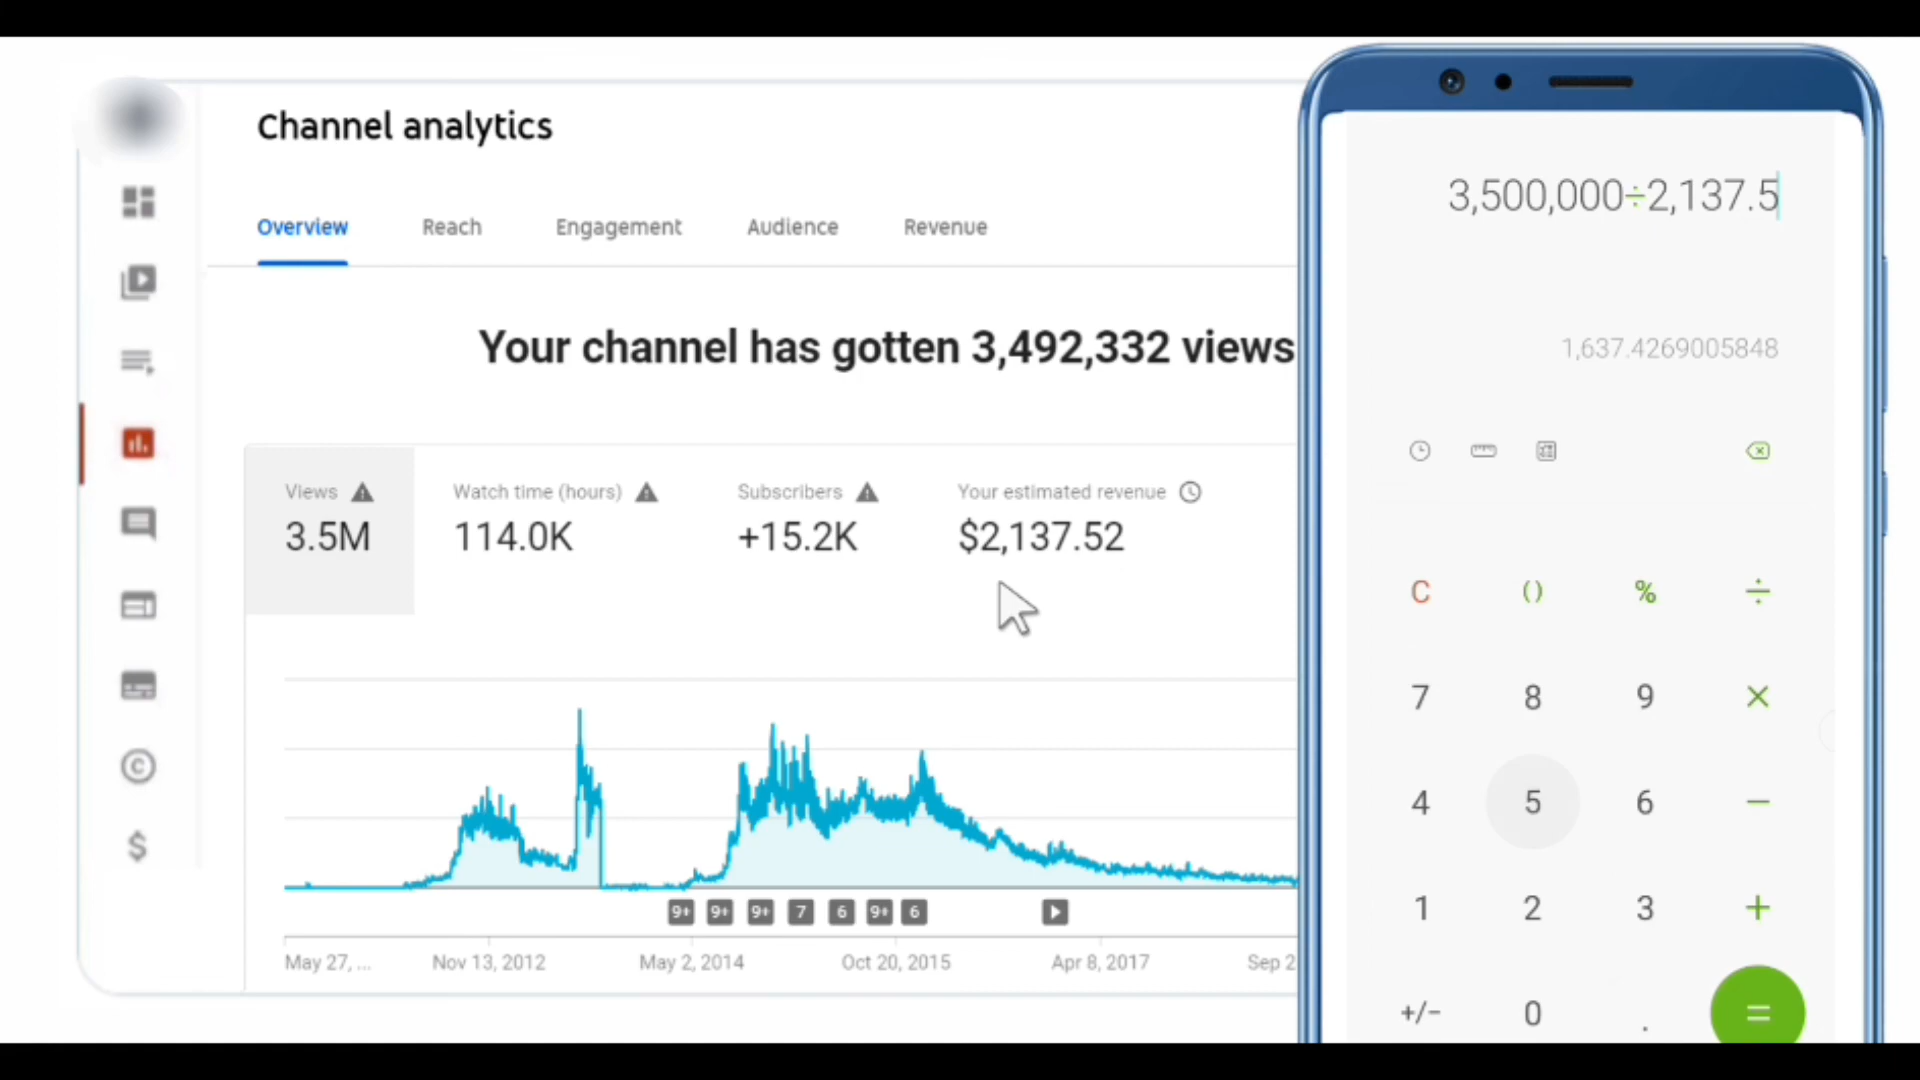 Channel analytics
Overview Reach Engagement Audience Revenue
Your channel has gotten 3,492,332 views
Views Watch time (hours) Subscribers Your estimated revenue
3.5M 114.0K +15.2K $2,137.52
9+ 9+ 9+ 7 6 9+ 6
May 27, ... Nov 13, 2012 May 2, 2014 Oct 20, 2015 Apr 8, 2017 Sep 2
3,500,000÷2,137.5
1,637.4269005848
C () % ÷
7 8 9 ×
4 5 6 −
1 2 3 +
+/− 0 . =